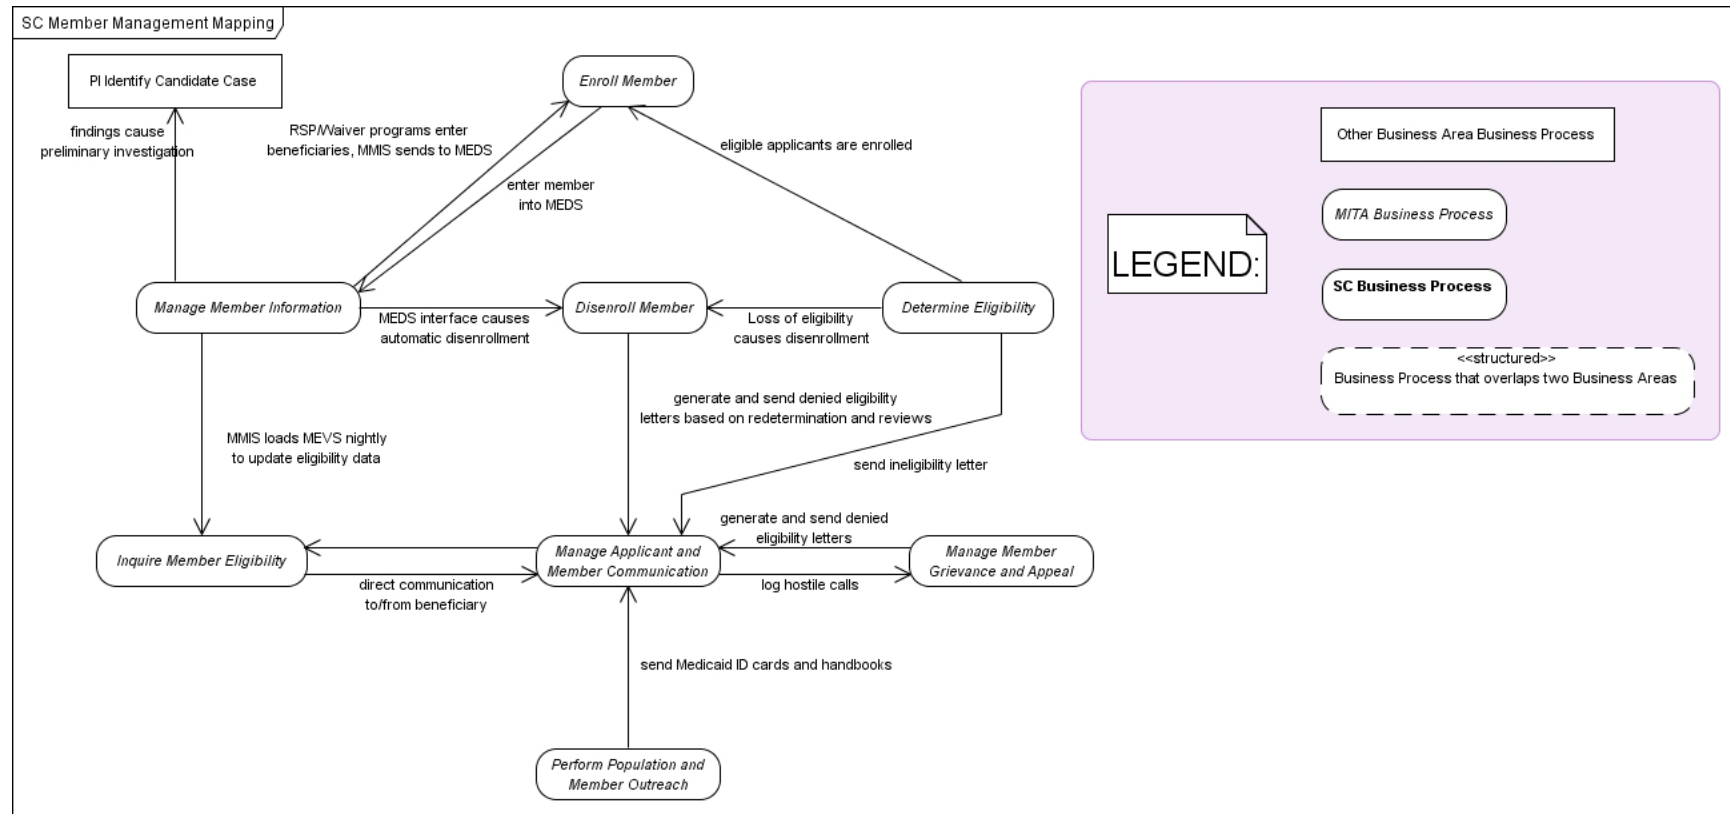 SC Member Management Mapping
PI Identify Candidate Case
Enroll Member
findings cause
preliminary investigation
RSP/Waiver programs enter
beneficiaries, MMIS sends to MEDS
eligible applicants are enrolled
enter member
into MEDS
Manage Member Information
Disenroll Member
Determine Eligibility
MEDS interface causes
automatic disenrollment
Loss of eligibility
causes disenrollment
generate and send denied eligibility
letters based on redetermination and reviews
MMIS loads MEVS nightly
to update eligibility data
send ineligibility letter
generate and send denied
eligibility letters
Inquire Member Eligibility
Manage Applicant and
Member Communication
Manage Member
Grievance and Appeal
direct communication
to/from beneficiary
log hostile calls
send Medicaid ID cards and handbooks
Perform Population and
Member Outreach
LEGEND:
Other Business Area Business Process
MITA Business Process
SC Business Process
<<structured>>
Business Process that overlaps two Business Areas